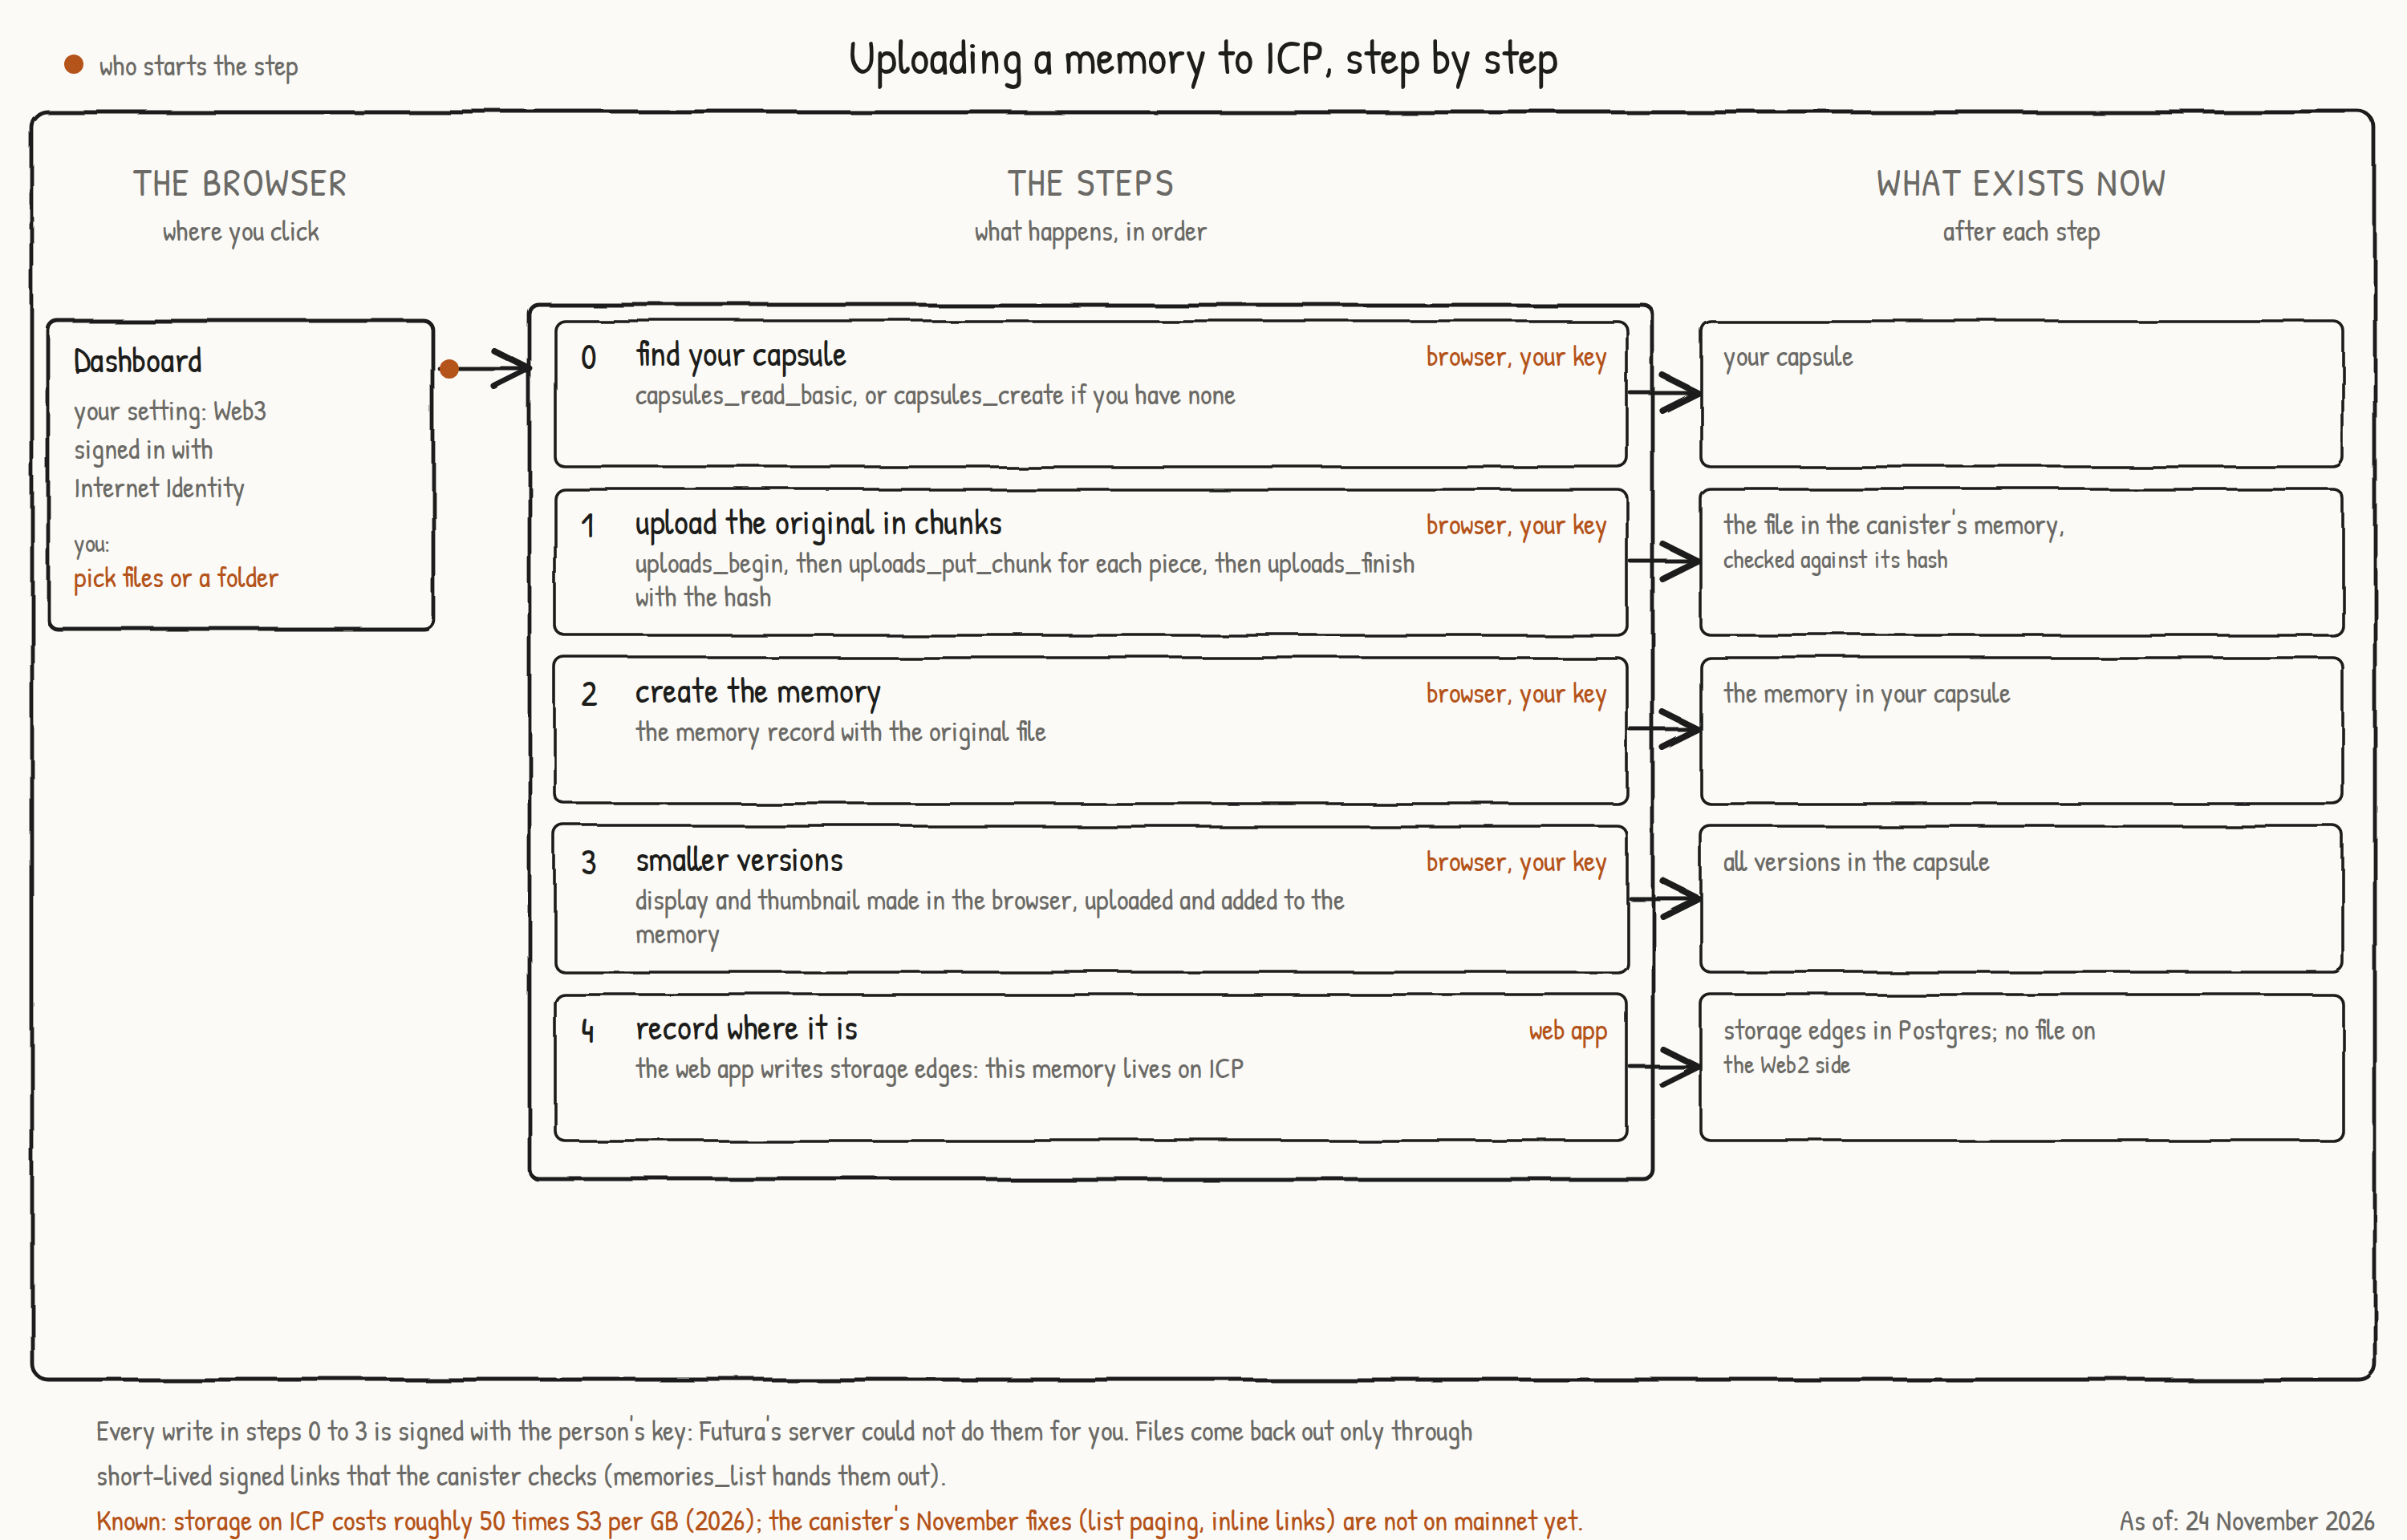 who starts the step
Uploading a memory to ICP, step by step
THE BROWSER
where you click
THE STEPS
what happens, in order
WHAT EXISTS NOW
after each step
Dashboard
your setting: Web3
signed in with
Internet Identity
you:
pick files or a folder
0 find your capsule browser, your key
capsules_read_basic, or capsules_create if you have none
your capsule
1 upload the original in chunks browser, your key
uploads_begin, then uploads_put_chunk for each piece, then uploads_finish
with the hash
the file in the canister's memory,
checked against its hash
2 create the memory browser, your key
the memory record with the original file
the memory in your capsule
3 smaller versions browser, your key
display and thumbnail made in the browser, uploaded and added to the
memory
all versions in the capsule
4 record where it is web app
the web app writes storage edges: this memory lives on ICP
storage edges in Postgres; no file on
the Web2 side
Every write in steps 0 to 3 is signed with the person's key: Futura's server could not do them for you. Files come back out only through
short-lived signed links that the canister checks (memories_list hands them out).
Known: storage on ICP costs roughly 50 times S3 per GB (2026); the canister's November fixes (list paging, inline links) are not on mainnet yet.
As of: 24 November 2026